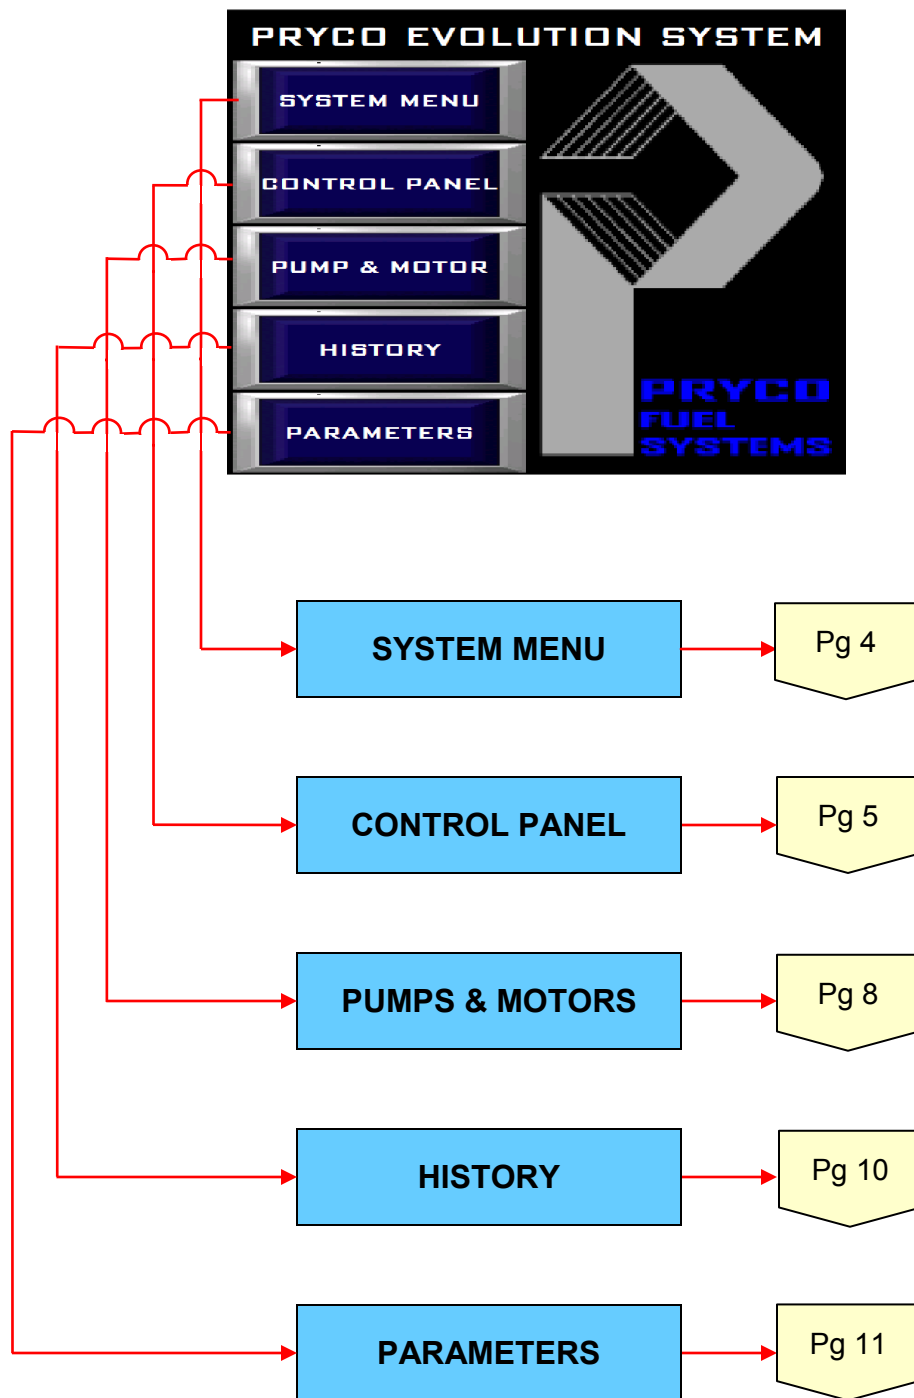 PRYCO EVOLUTION SYSTEM
SYSTEM MENU
CONTROL PANEL
PUMP & MOTOR
HISTORY
PARAMETERS
PRYCO
FUEL
SYSTEMS
SYSTEM MENU
Pg 4
CONTROL PANEL
Pg 5
PUMPS & MOTORS
Pg 8
HISTORY
Pg 10
PARAMETERS
Pg 11